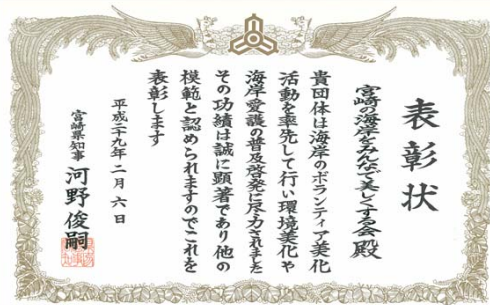 表彰状
宮崎の海岸をみんなで美しくする会殿
貴団体は海岸のボランティア美化
活動を率先して行い環境美化や
海岸愛護の普及啓発に尽力されました
その功績は誠に顕著であり他の
模範と認められますのでこれを
表彰します
平成二十九年二月六日
宮崎県知事 河野俊嗣